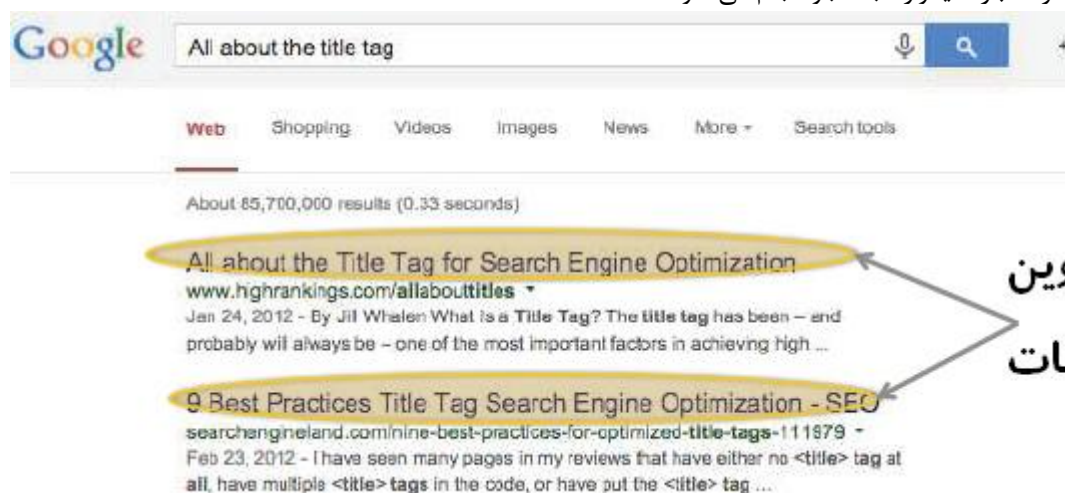 Google All about the title tag
Web Shopping Videos Images News More Search tools
About 85,700,000 results (0.33 seconds)
All about the Title Tag for Search Engine Optimization
www.highrankings.com/allabouttitles
Jan 24, 2012 - By Jill Whalen What is a Title Tag? The title tag has been – and
probably will always be – one of the most important factors in achieving high ...
9 Best Practices Title Tag Search Engine Optimization - SEO
searchengineland.com/nine-best-practices-for-optimized-title-tags-111979
Feb 23, 2012 - I have seen many pages in my reviews that have either no <title> tag at
all, have multiple <title> tags in the code, or have put the <title> tag ...
وین
ات